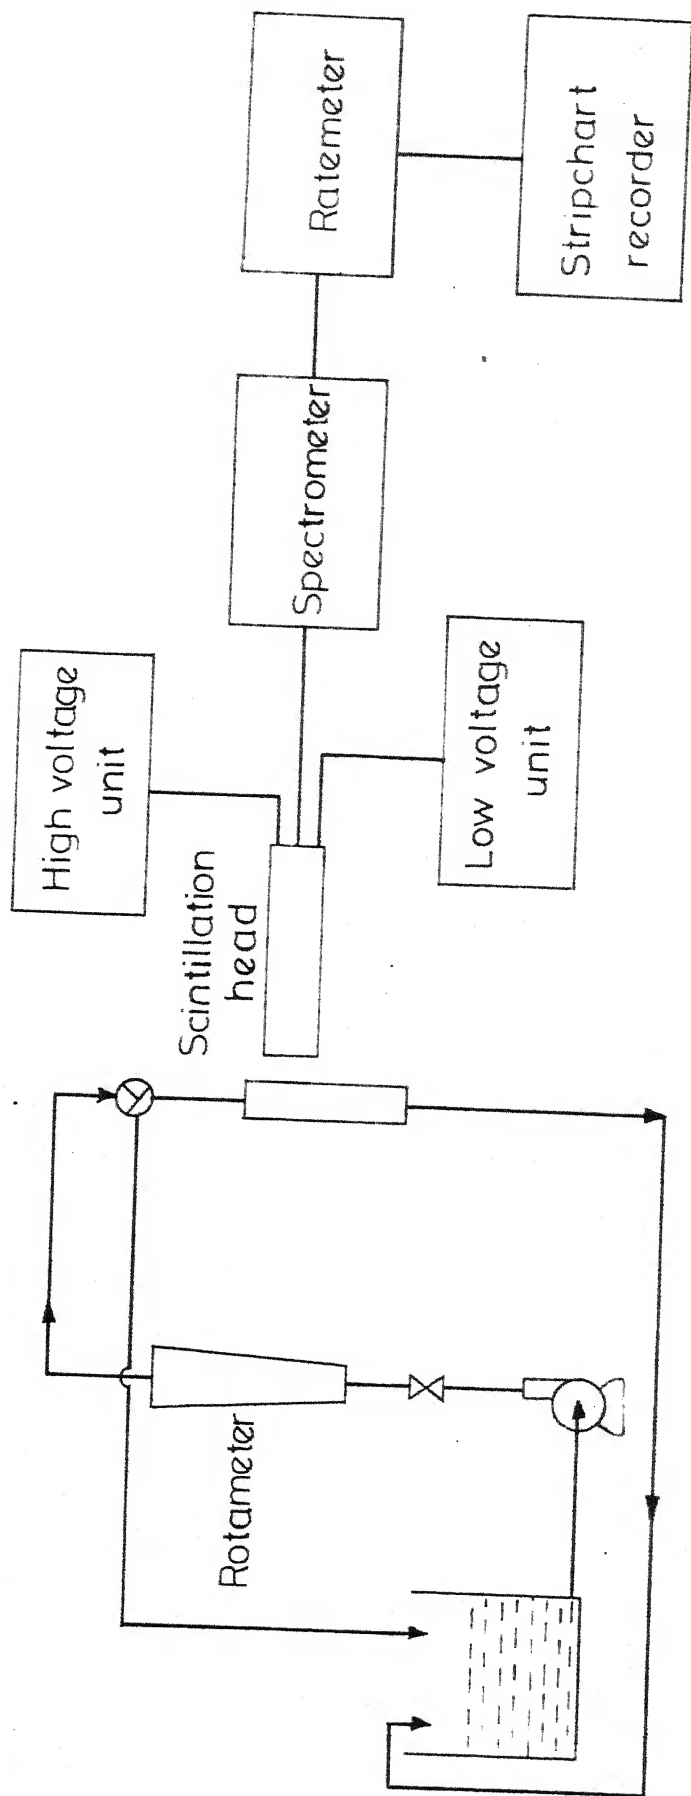 Rotameter
Scintillation
head
High voltage
unit
Low voltage
unit
Spectrometer
Ratemeter
Stripchart
recorder